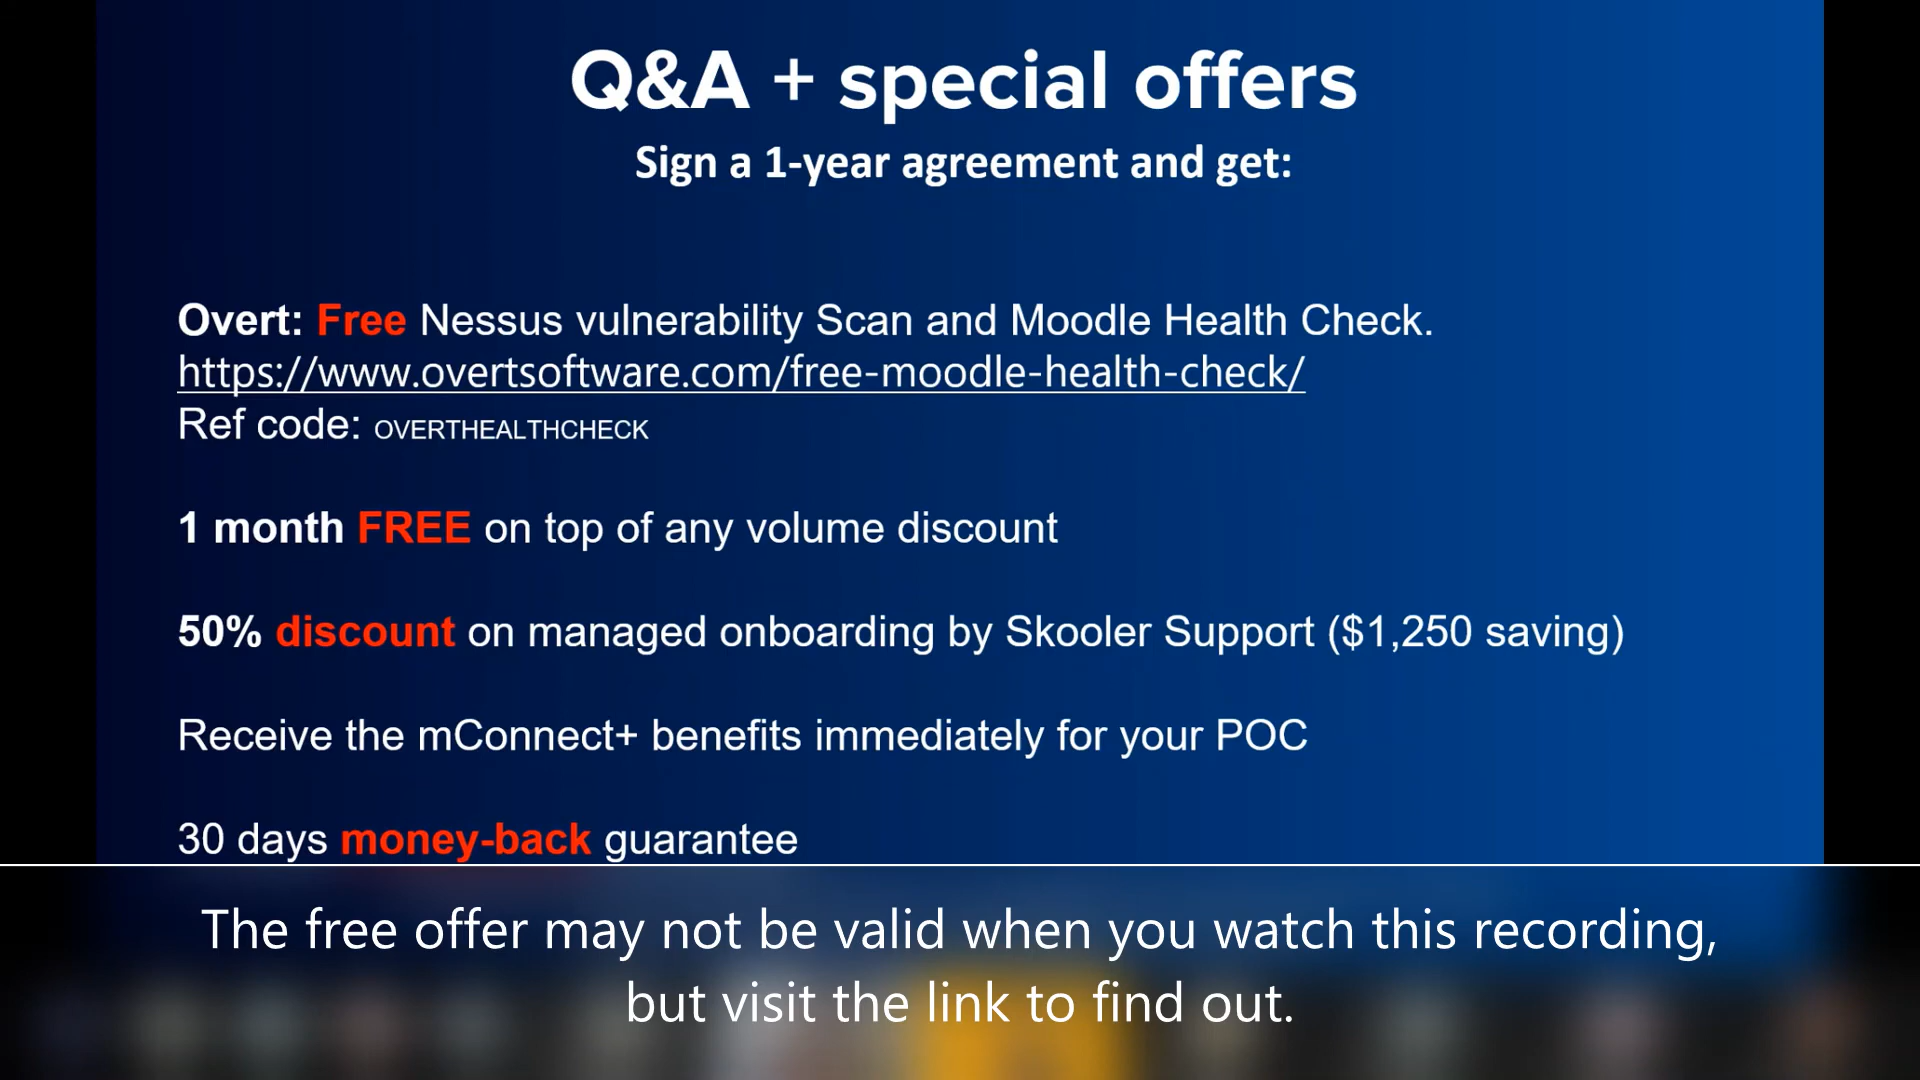 Q&A + special offers
Sign a 1-year agreement and get:
Overt: Free Nessus vulnerability Scan and Moodle Health Check.
https://www.overtsoftware.com/free-moodle-health-check/
Ref code: OVERTHEALTHCHECK
1 month FREE on top of any volume discount
50% discount on managed onboarding by Skooler Support ($1,250 saving)
Receive the mConnect+ benefits immediately for your POC
30 days money-back guarantee
The free offer may not be valid when you watch this recording,
but visit the link to find out.